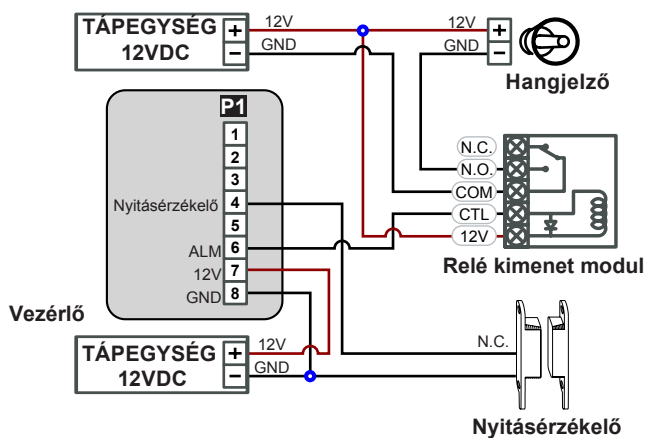 TÁPEGYSÉG
12VDC
+
−
12V
GND
12V
GND
+
−
Hangjelző
P1
1
2
3
Nyitásérzékelő 4
5
ALM 6
12V 7
GND 8
Vezérlő
N.C.
N.O.
COM
CTL
12V
Relé kimenet modul
TÁPEGYSÉG
12VDC
+
−
12V
GND
N.C.
Nyitásérzékelő